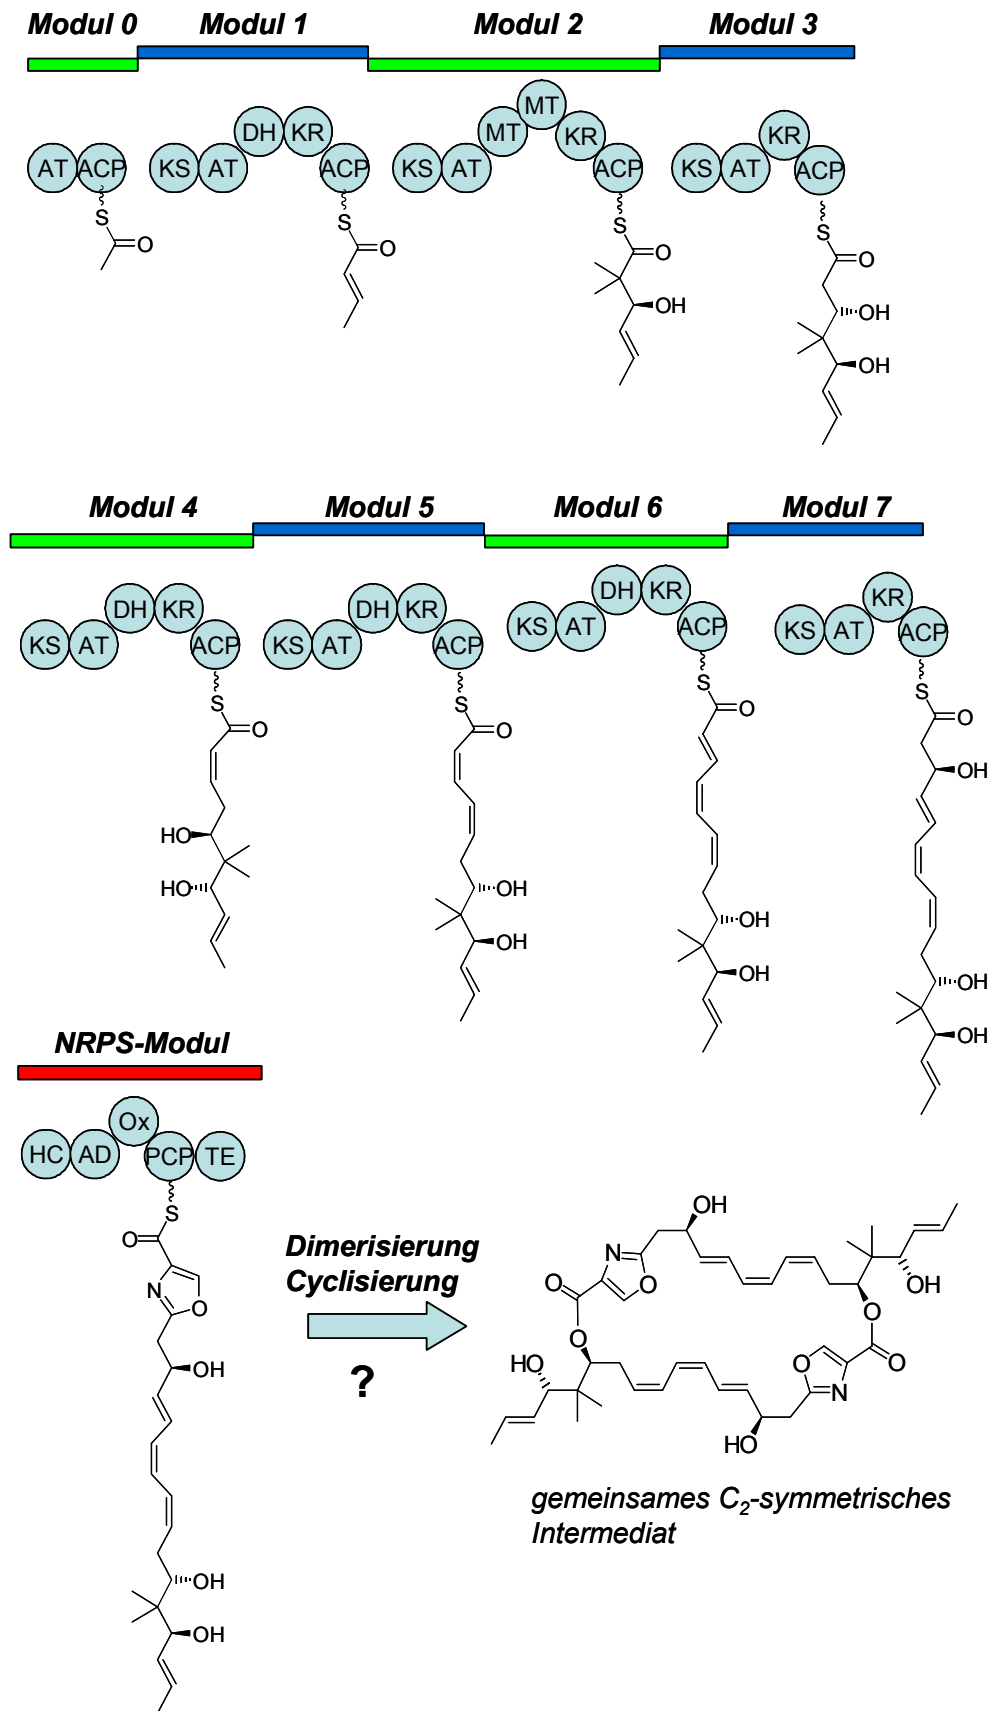 Modul 0 Modul 1 Modul 2 Modul 3
AT ACP KS AT DH KR ACP KS AT MT MT KR ACP KS AT KR ACP
S O S O S O OH S O OH OH
Modul 4 Modul 5 Modul 6 Modul 7
KS AT DH KR ACP KS AT DH KR ACP KS AT DH KR ACP KS AT KR ACP
S O HO HO S O OH OH S O OH OH S O OH OH OH
NRPS-Modul
HC AD Ox PCP TE
S O N O OH OH OH
Dimerisierung
Cyclisierung
?
OH N O O O OH O O O N HO HO
gemeinsames C₂-symmetrisches
Intermediat